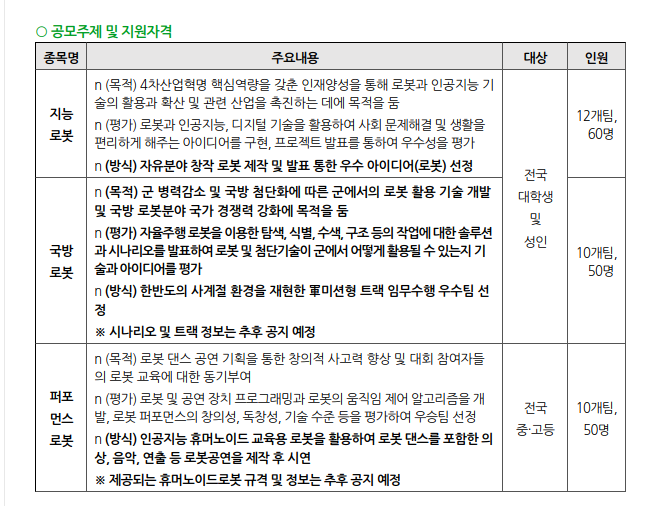 ○ 공모주제 및 지원자격
종목명 주요내용 대상 인원
지능
로봇
n (목적) 4차산업혁명 핵심역량을 갖춘 인재양성을 통해 로봇과 인공지능 기
술의 활용과 확산 및 관련 산업을 촉진하는 데에 목적을 둠
n (평가) 로봇과 인공지능, 디지털 기술을 활용하여 사회 문제해결 및 생활을
편리하게 해주는 아이디어를 구현, 프로젝트 발표를 통하여 우수성을 평가
n (방식) 자유분야 창작 로봇 제작 및 발표 통한 우수 아이디어(로봇) 선정
전국
대학생
및
성인
12개팀,
60명
국방
로봇
n (목적) 군 병력감소 및 국방 첨단화에 따른 군에서의 로봇 활용 기술 개발
및 국방 로봇분야 국가 경쟁력 강화에 목적을 둠
n (평가) 자율주행 로봇을 이용한 탐색, 식별, 수색, 구조 등의 작업에 대한 솔루션
과 시나리오를 발표하여 로봇 및 첨단기술이 군에서 어떻게 활용될 수 있는지 기
술과 아이디어를 평가
n (방식) 한반도의 사계절 환경을 재현한 軍미션형 트랙 임무수행 우수팀 선
정
※ 시나리오 및 트랙 정보는 추후 공지 예정
10개팀,
50명
퍼포
먼스
로봇
n (목적) 로봇 댄스 공연 기획을 통한 창의적 사고력 향상 및 대회 참여자들
의 로봇 교육에 대한 동기부여
n (평가) 로봇 및 공연 장치 프로그래밍과 로봇의 움직임 제어 알고리즘을 개
발, 로봇 퍼포먼스의 창의성, 독창성, 기술 수준 등을 평가하여 우승팀 선정
n (방식) 인공지능 휴머노이드 교육용 로봇을 활용하여 로봇 댄스를 포함한 의
상, 음악, 연출 등 로봇공연을 제작 후 시연
※ 제공되는 휴머노이드로봇 규격 및 정보는 추후 공지 예정
전국
중·고등
10개팀,
50명